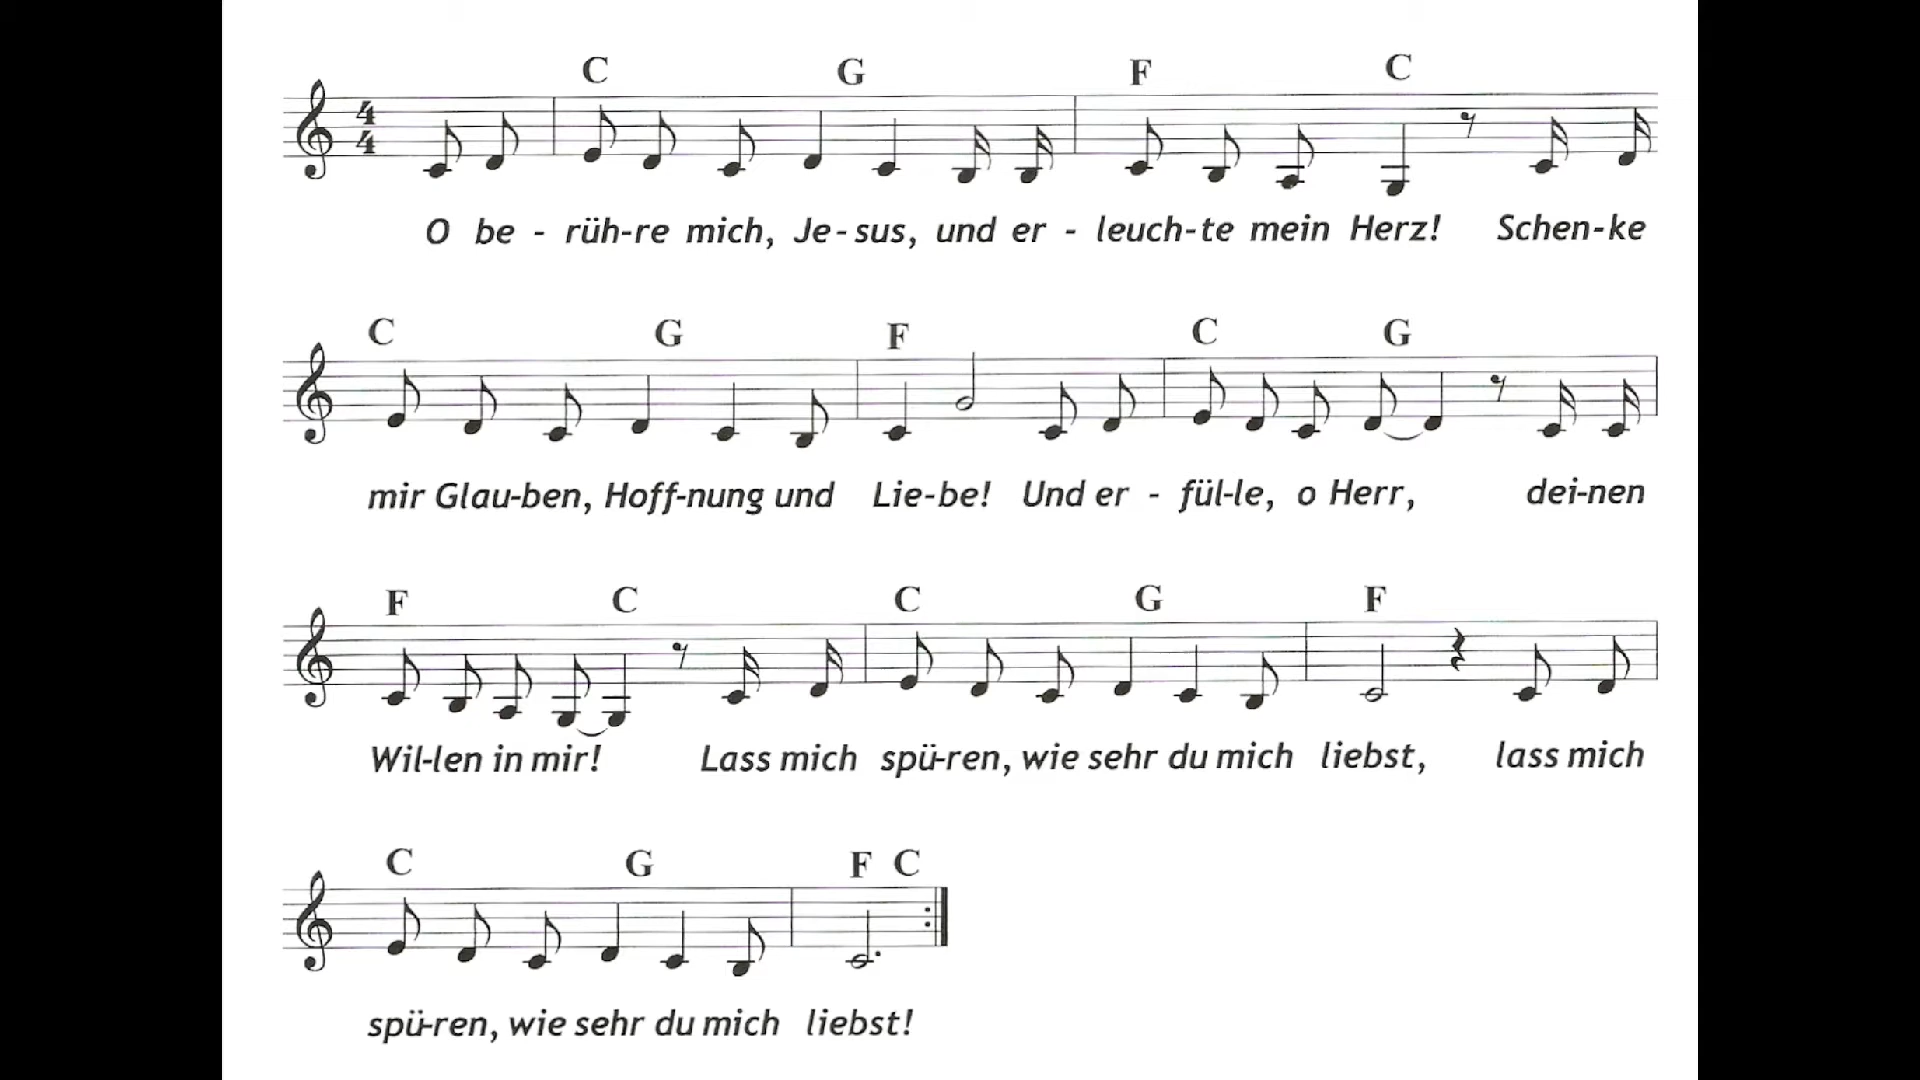 C G F C
4
4
O be - rüh-re mich, Je-sus, und er - leuch-te mein Herz! Schen-ke
C G F C G
mir Glau-ben, Hoff-nung und Lie-be! Und er - fül-le, o Herr, dei-nen
F C C G F
Wil-len in mir! Lass mich spü-ren, wie sehr du mich liebst, lass mich
C G F C
spü-ren, wie sehr du mich liebst!